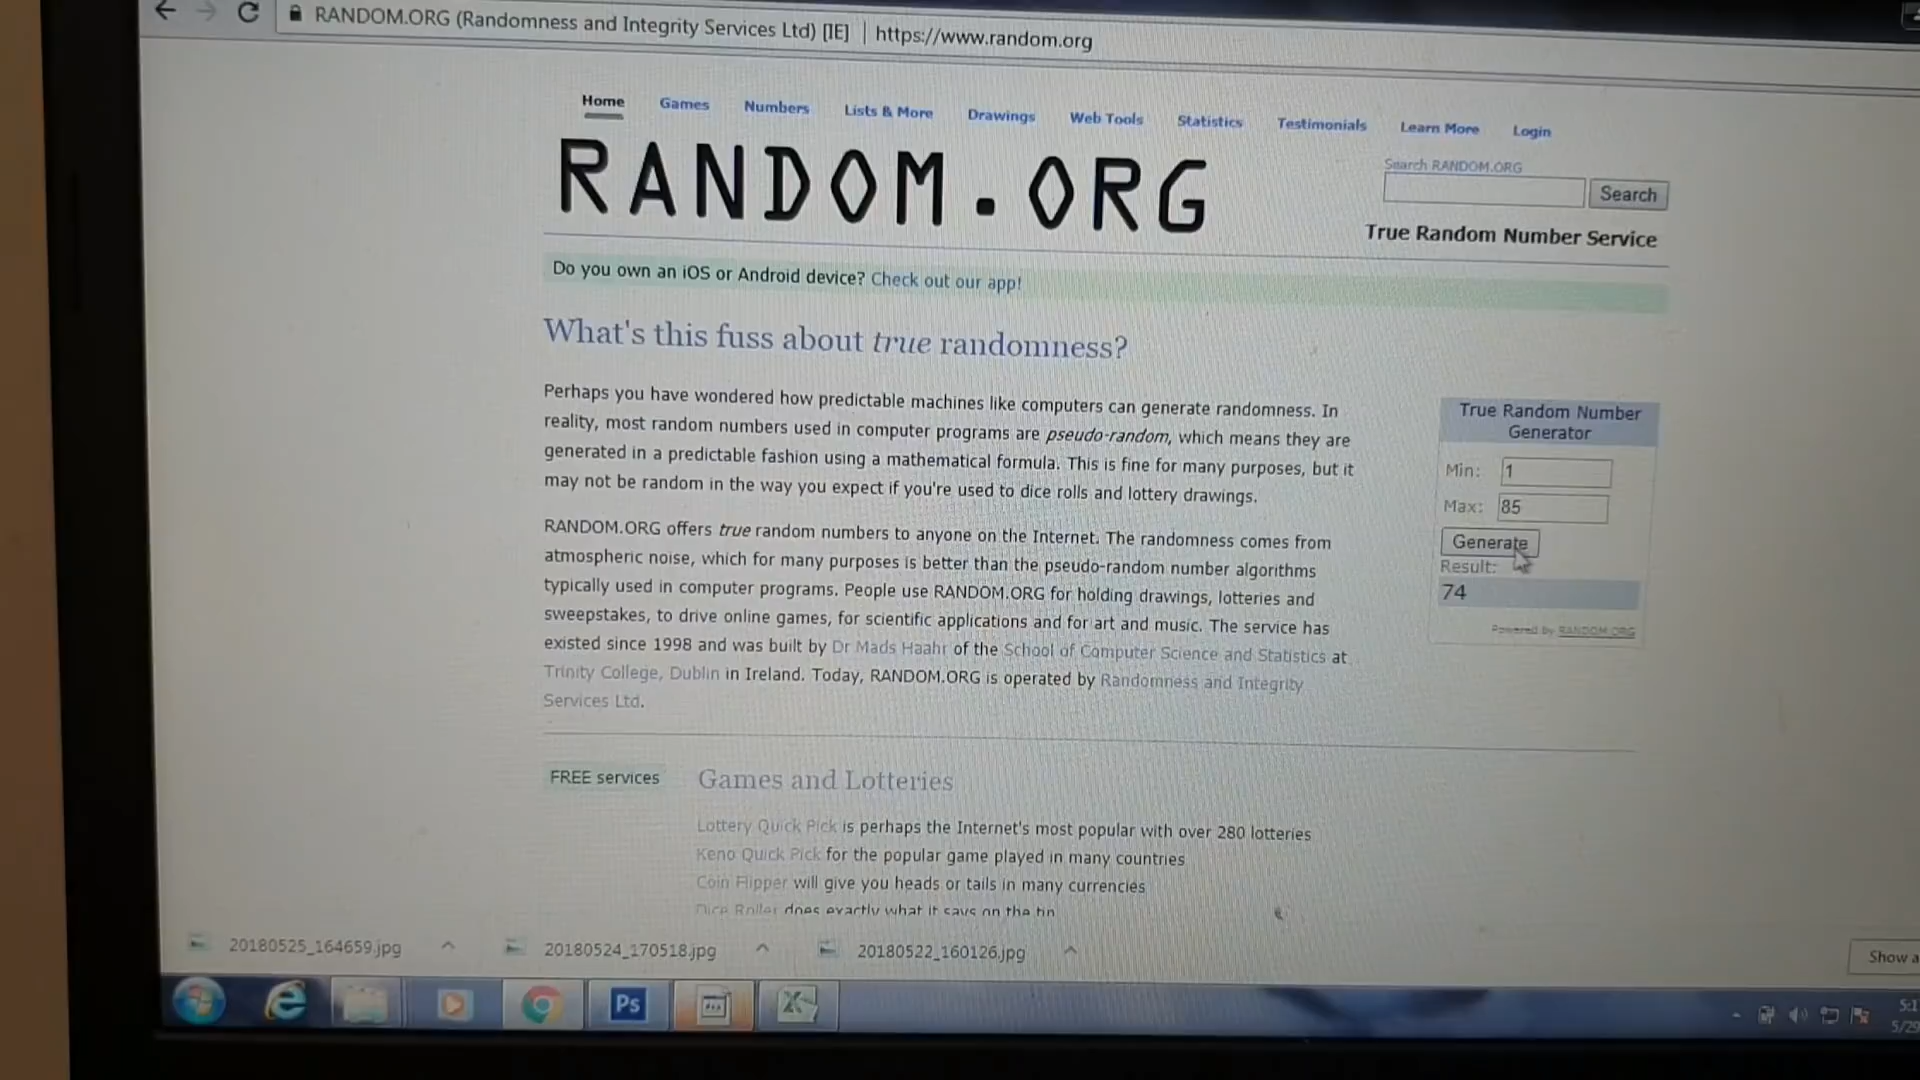 RANDOM.ORG (Randomness and Integrity Services Ltd) [IE] | https://www.random.org
Home Games Numbers Lists & More Drawings Web Tools Statistics Testimonials Learn More Login
RANDOM.ORG
Search RANDOM.ORG
Search
True Random Number Service
Do you own an iOS or Android device? Check out our app!
What's this fuss about true randomness?
Perhaps you have wondered how predictable machines like computers can generate randomness. In
reality, most random numbers used in computer programs are pseudo-random, which means they are
generated in a predictable fashion using a mathematical formula. This is fine for many purposes, but it
may not be random in the way you expect if you're used to dice rolls and lottery drawings.
RANDOM.ORG offers true random numbers to anyone on the Internet. The randomness comes from
atmospheric noise, which for many purposes is better than the pseudo-random number algorithms
typically used in computer programs. People use RANDOM.ORG for holding drawings, lotteries and
sweepstakes, to drive online games, for scientific applications and for art and music. The service has
existed since 1998 and was built by Dr Mads Haahr of the School of Computer Science and Statistics at
Trinity College, Dublin in Ireland. Today, RANDOM.ORG is operated by Randomness and Integrity
Services Ltd.
True Random Number
Generator
Min: 1
Max: 85
Generate
Result:
74
Powered by RANDOM.ORG
FREE services
Games and Lotteries
Lottery Quick Pick is perhaps the Internet's most popular with over 280 lotteries
Keno Quick Pick for the popular game played in many countries
Coin Flipper will give you heads or tails in many currencies
Dice Roller does exactly what it says on the tin
20180525_164659.jpg
20180524_170518.jpg
20180522_160126.jpg
Show a
Ps
5:1
5/29